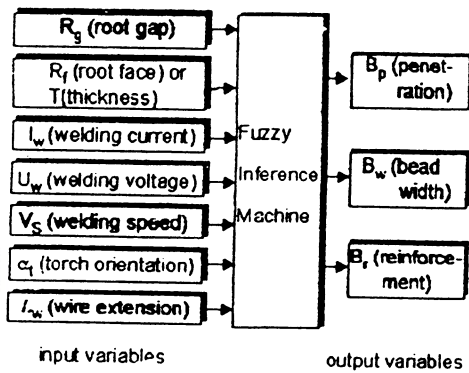 R_g (root gap)
R_f (root face) or
T(thickness)
I_w (welding current)
U_w (welding voltage)
V_S (welding speed)
α_t (torch orientation)
l_w (wire extension)
Fuzzy
Inference
Machine
B_p (penet-
ration)
B_w (bead
width)
B_r (reinforce-
ment)
input variables
output variables